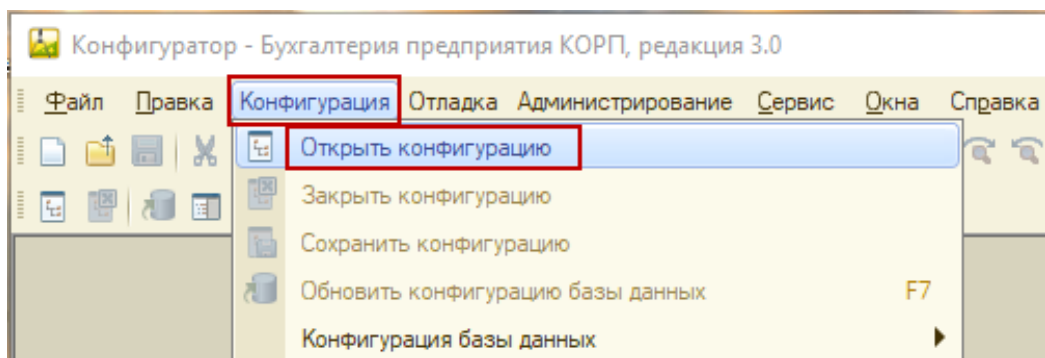 Конфигуратор - Бухгалтерия предприятия КОРП, редакция 3.0
Файл Правка Конфигурация Отладка Администрирование Сервис Окна Справка
Открыть конфигурацию
Закрыть конфигурацию
Сохранить конфигурацию
Обновить конфигурацию базы данных F7
Конфигурация базы данных